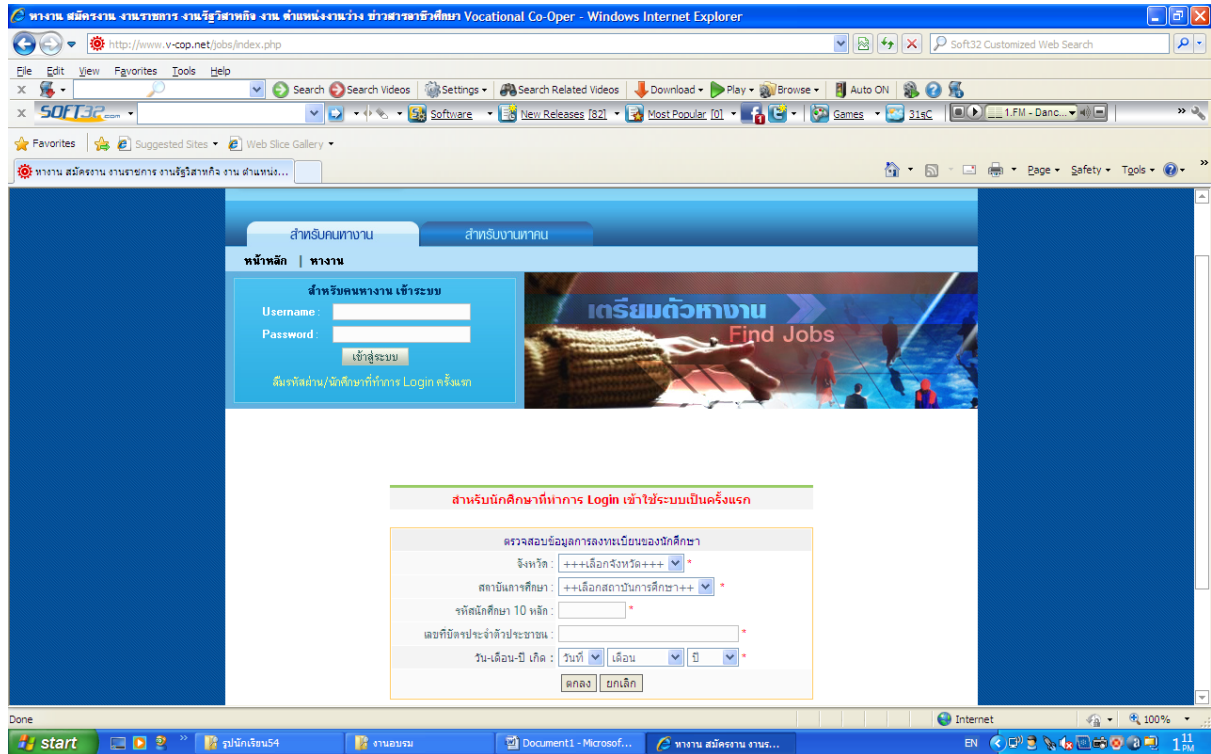 หางาน สมัครงาน งานราชการ งานรัฐวิสาหกิจ งาน ตำแหน่งงานว่าง ข่าวสารอาชีวศึกษา Vocational Co-Oper - Windows Internet Explorer
http://www.v-cop.net/jobs/index.php
Soft32 Customized Web Search
File Edit View Favorites Tools Help
x Search Search Videos Settings Search Related Videos Download Play Browse Auto ON
x SOFT32.com Software New Releases [82] Most Popular [0] Games 31°C __1.FM - Danc...
Favorites Suggested Sites Web Slice Gallery
หางาน สมัครงาน งานราชการ งานรัฐวิสาหกิจ งาน ตำแหน่ง...
Page Safety Tools
สำหรับคนหางาน สำหรับงานหาคน
หน้าหลัก | หางาน
สำหรับคนหางาน เข้าระบบ
Username :
Password :
เข้าสู่ระบบ
ลืมรหัสผ่าน/นักศึกษาที่ทำการ Login ครั้งแรก
เตรียมตัวหางาน
Find Jobs
สำหรับนักศึกษาที่ทำการ Login เข้าใช้ระบบเป็นครั้งแรก
ตรวจสอบข้อมูลการลงทะเบียนของนักศึกษา
จังหวัด : +++เลือกจังหวัด+++ *
สถาบันการศึกษา : ++เลือกสถาบันการศึกษา++ *
รหัสนักศึกษา 10 หลัก : *
เลขที่บัตรประจำตัวประชาชน : *
วัน-เดือน-ปี เกิด : วันที่ เดือน ปี *
ตกลง ยกเลิก
Done Internet 100%
start รูปนักเรียน54 งานอบรม Document1 - Microsof... หางาน สมัครงาน งานร... EN 1 11 PM